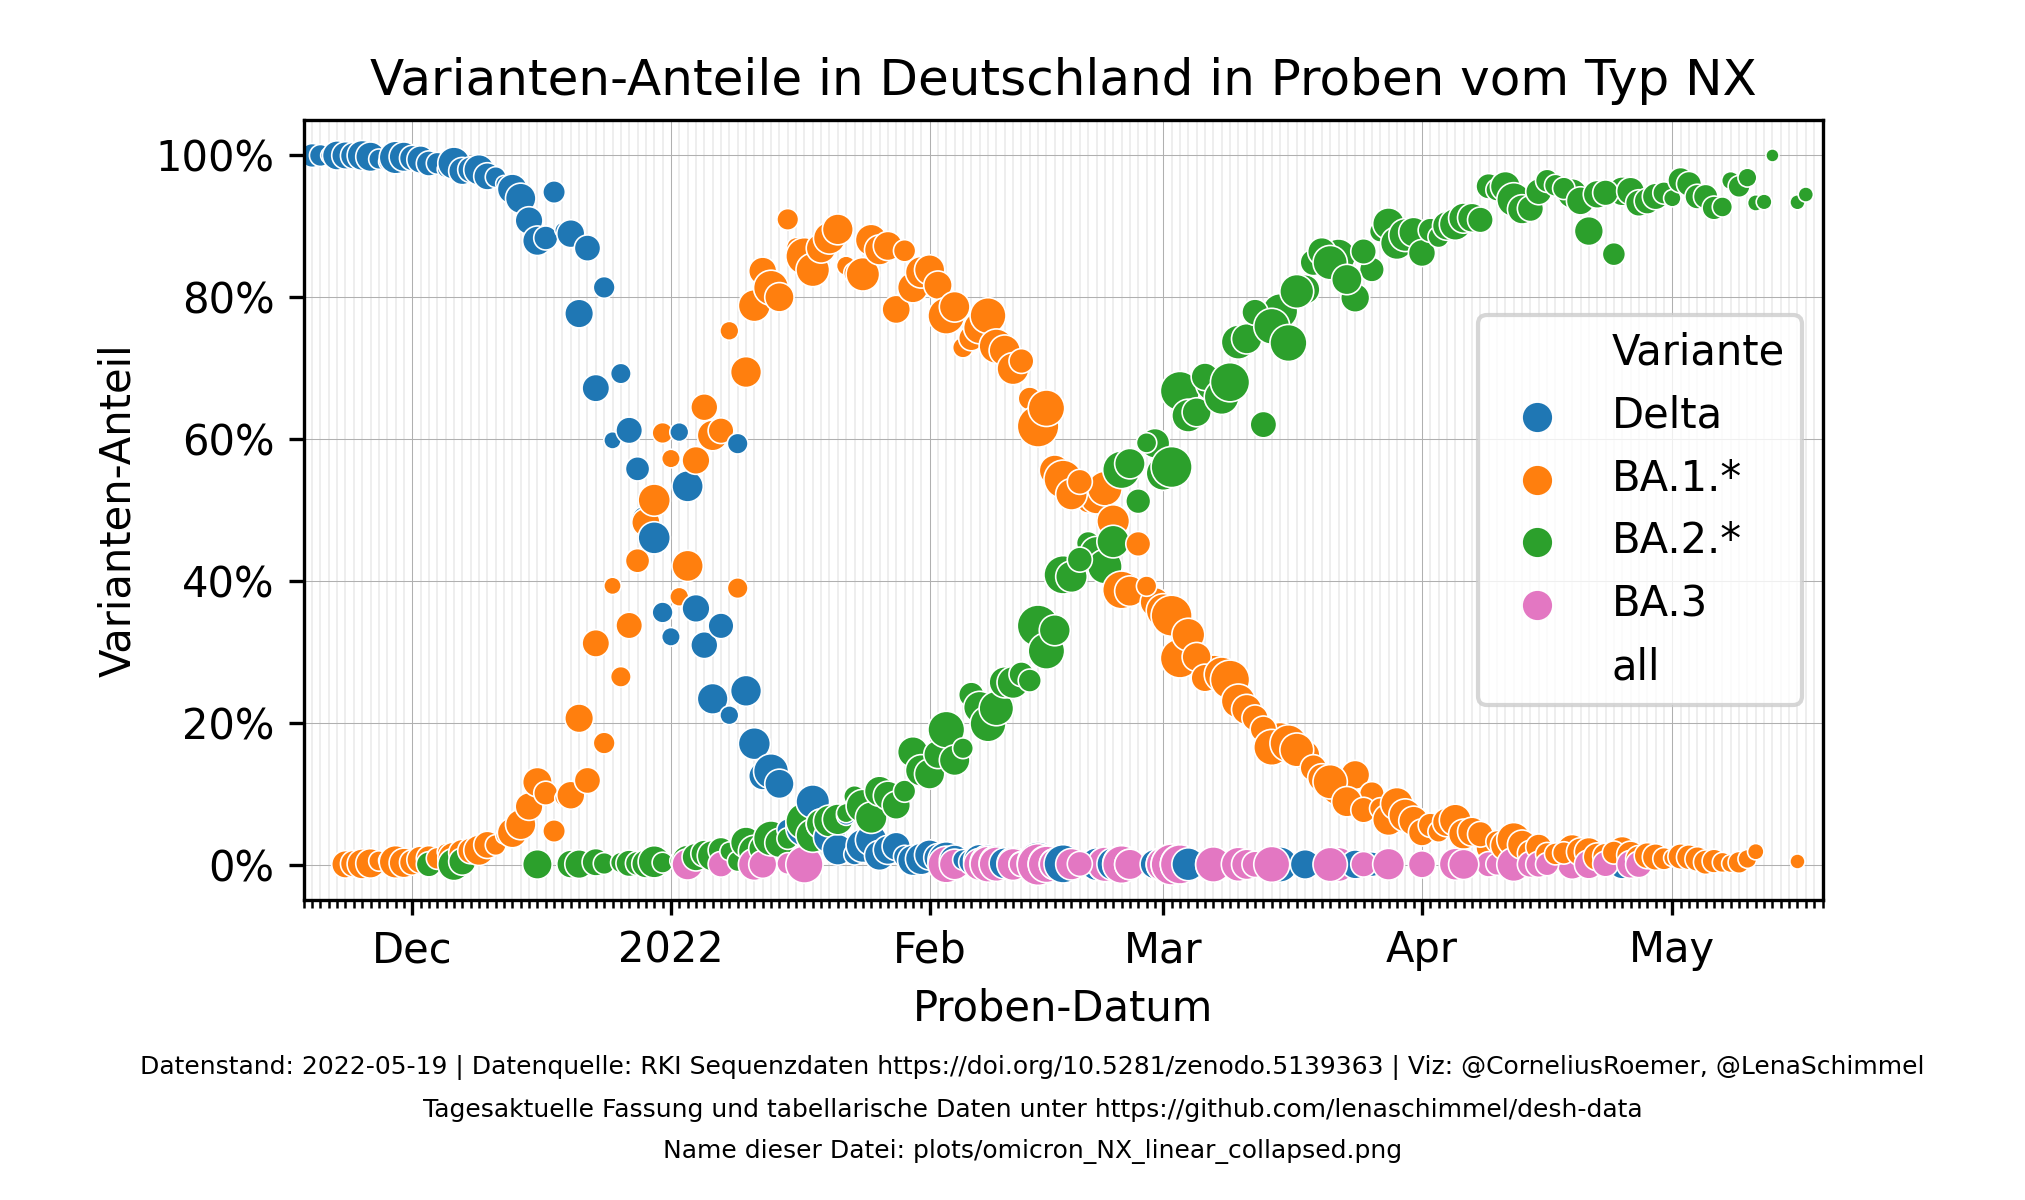 Varianten-Anteile in Deutschland in Proben vom Typ NX
Varianten-Anteil
100%
80%
60%
40%
20%
0%
Variante
Delta
BA.1.*
BA.2.*
BA.3
all
Dec
2022
Feb
Mar
Apr
May
Proben-Datum
Datenstand: 2022-05-19 | Datenquelle: RKI Sequenzdaten https://doi.org/10.5281/zenodo.5139363 | Viz: @CorneliusRoemer, @LenaSchimmel
Tagesaktuelle Fassung und tabellarische Daten unter https://github.com/lenaschimmel/desh-data
Name dieser Datei: plots/omicron_NX_linear_collapsed.png